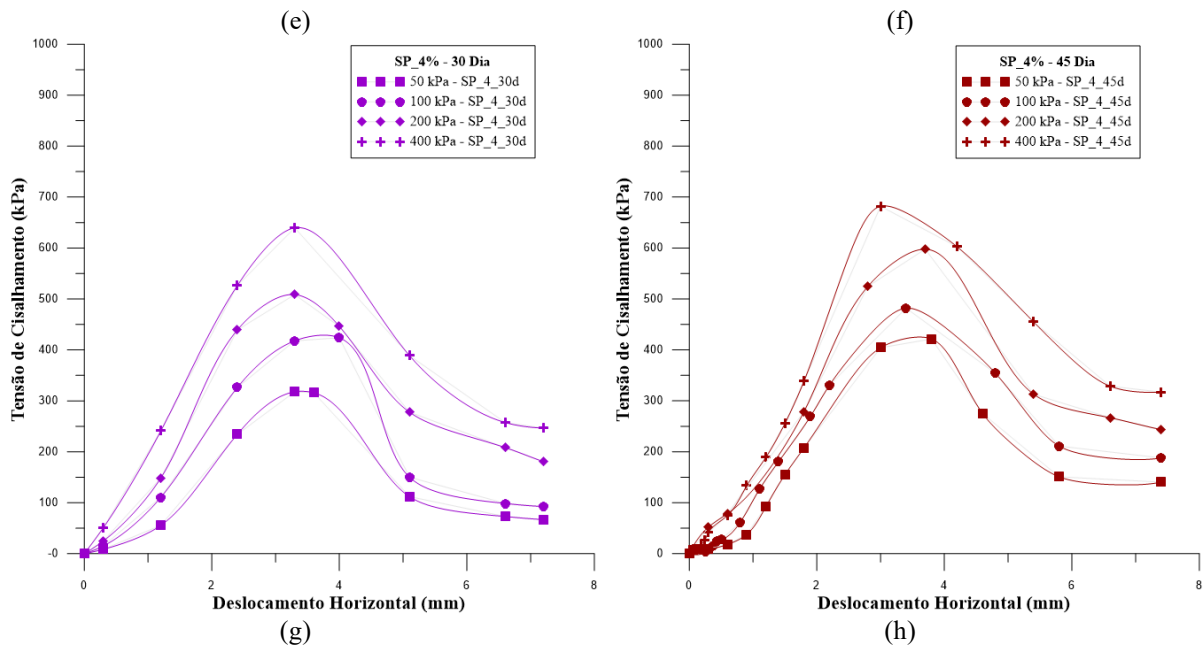 (e)
(f)
1000
900
800
700
600
500
400
300
200
100
-0
Tensão de Cisalhamento (kPa)
SP_4% - 30 Dia
50 kPa - SP_4_30d
100 kPa - SP_4_30d
200 kPa - SP_4_30d
400 kPa - SP_4_30d
0
2
4
6
8
Deslocamento Horizontal (mm)
(g)
1000
900
800
700
600
500
400
300
200
100
0
Tensão de Cisalhamento (kPa)
SP_4% - 45 Dia
50 kPa - SP_4_45d
100 kPa - SP_4_45d
200 kPa - SP_4_45d
400 kPa - SP_4_45d
0
2
4
6
8
Deslocamento Horizontal (mm)
(h)